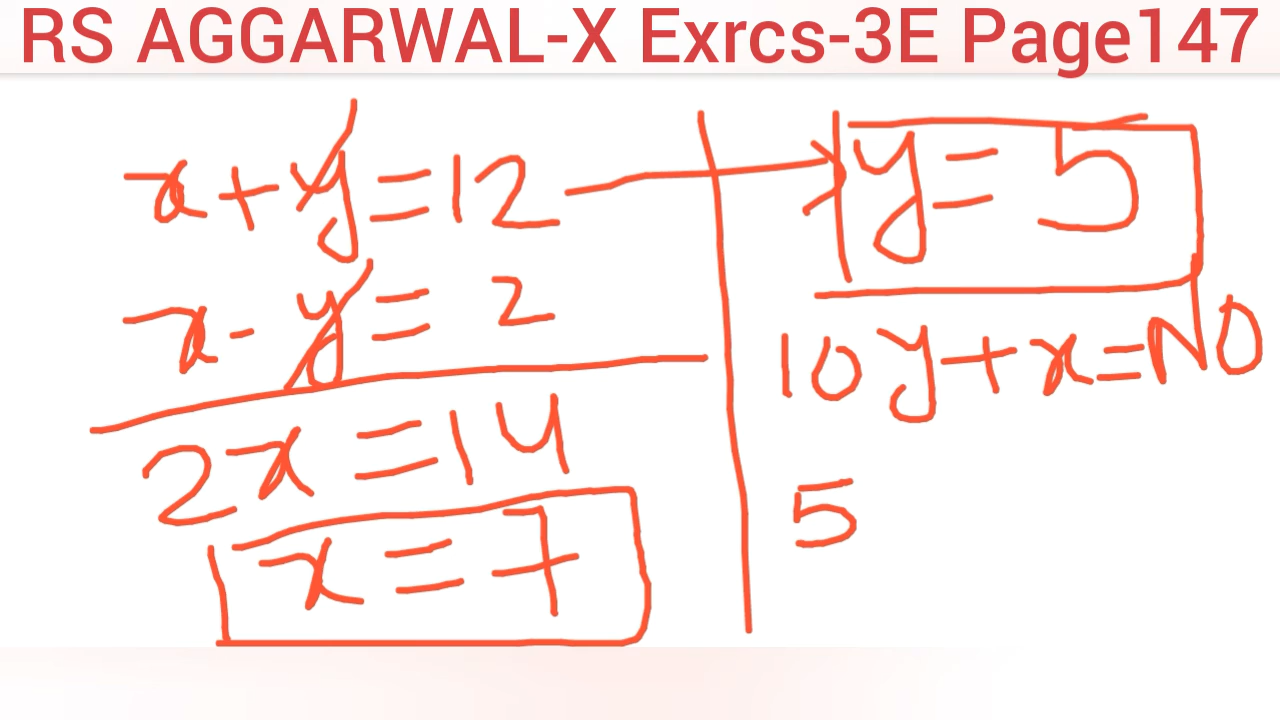 RS AGGARWAL-X Exrcs-3E Page147
x+y=12
x-y=2
2x=14
x=7
y=5
10y+x=NO
5